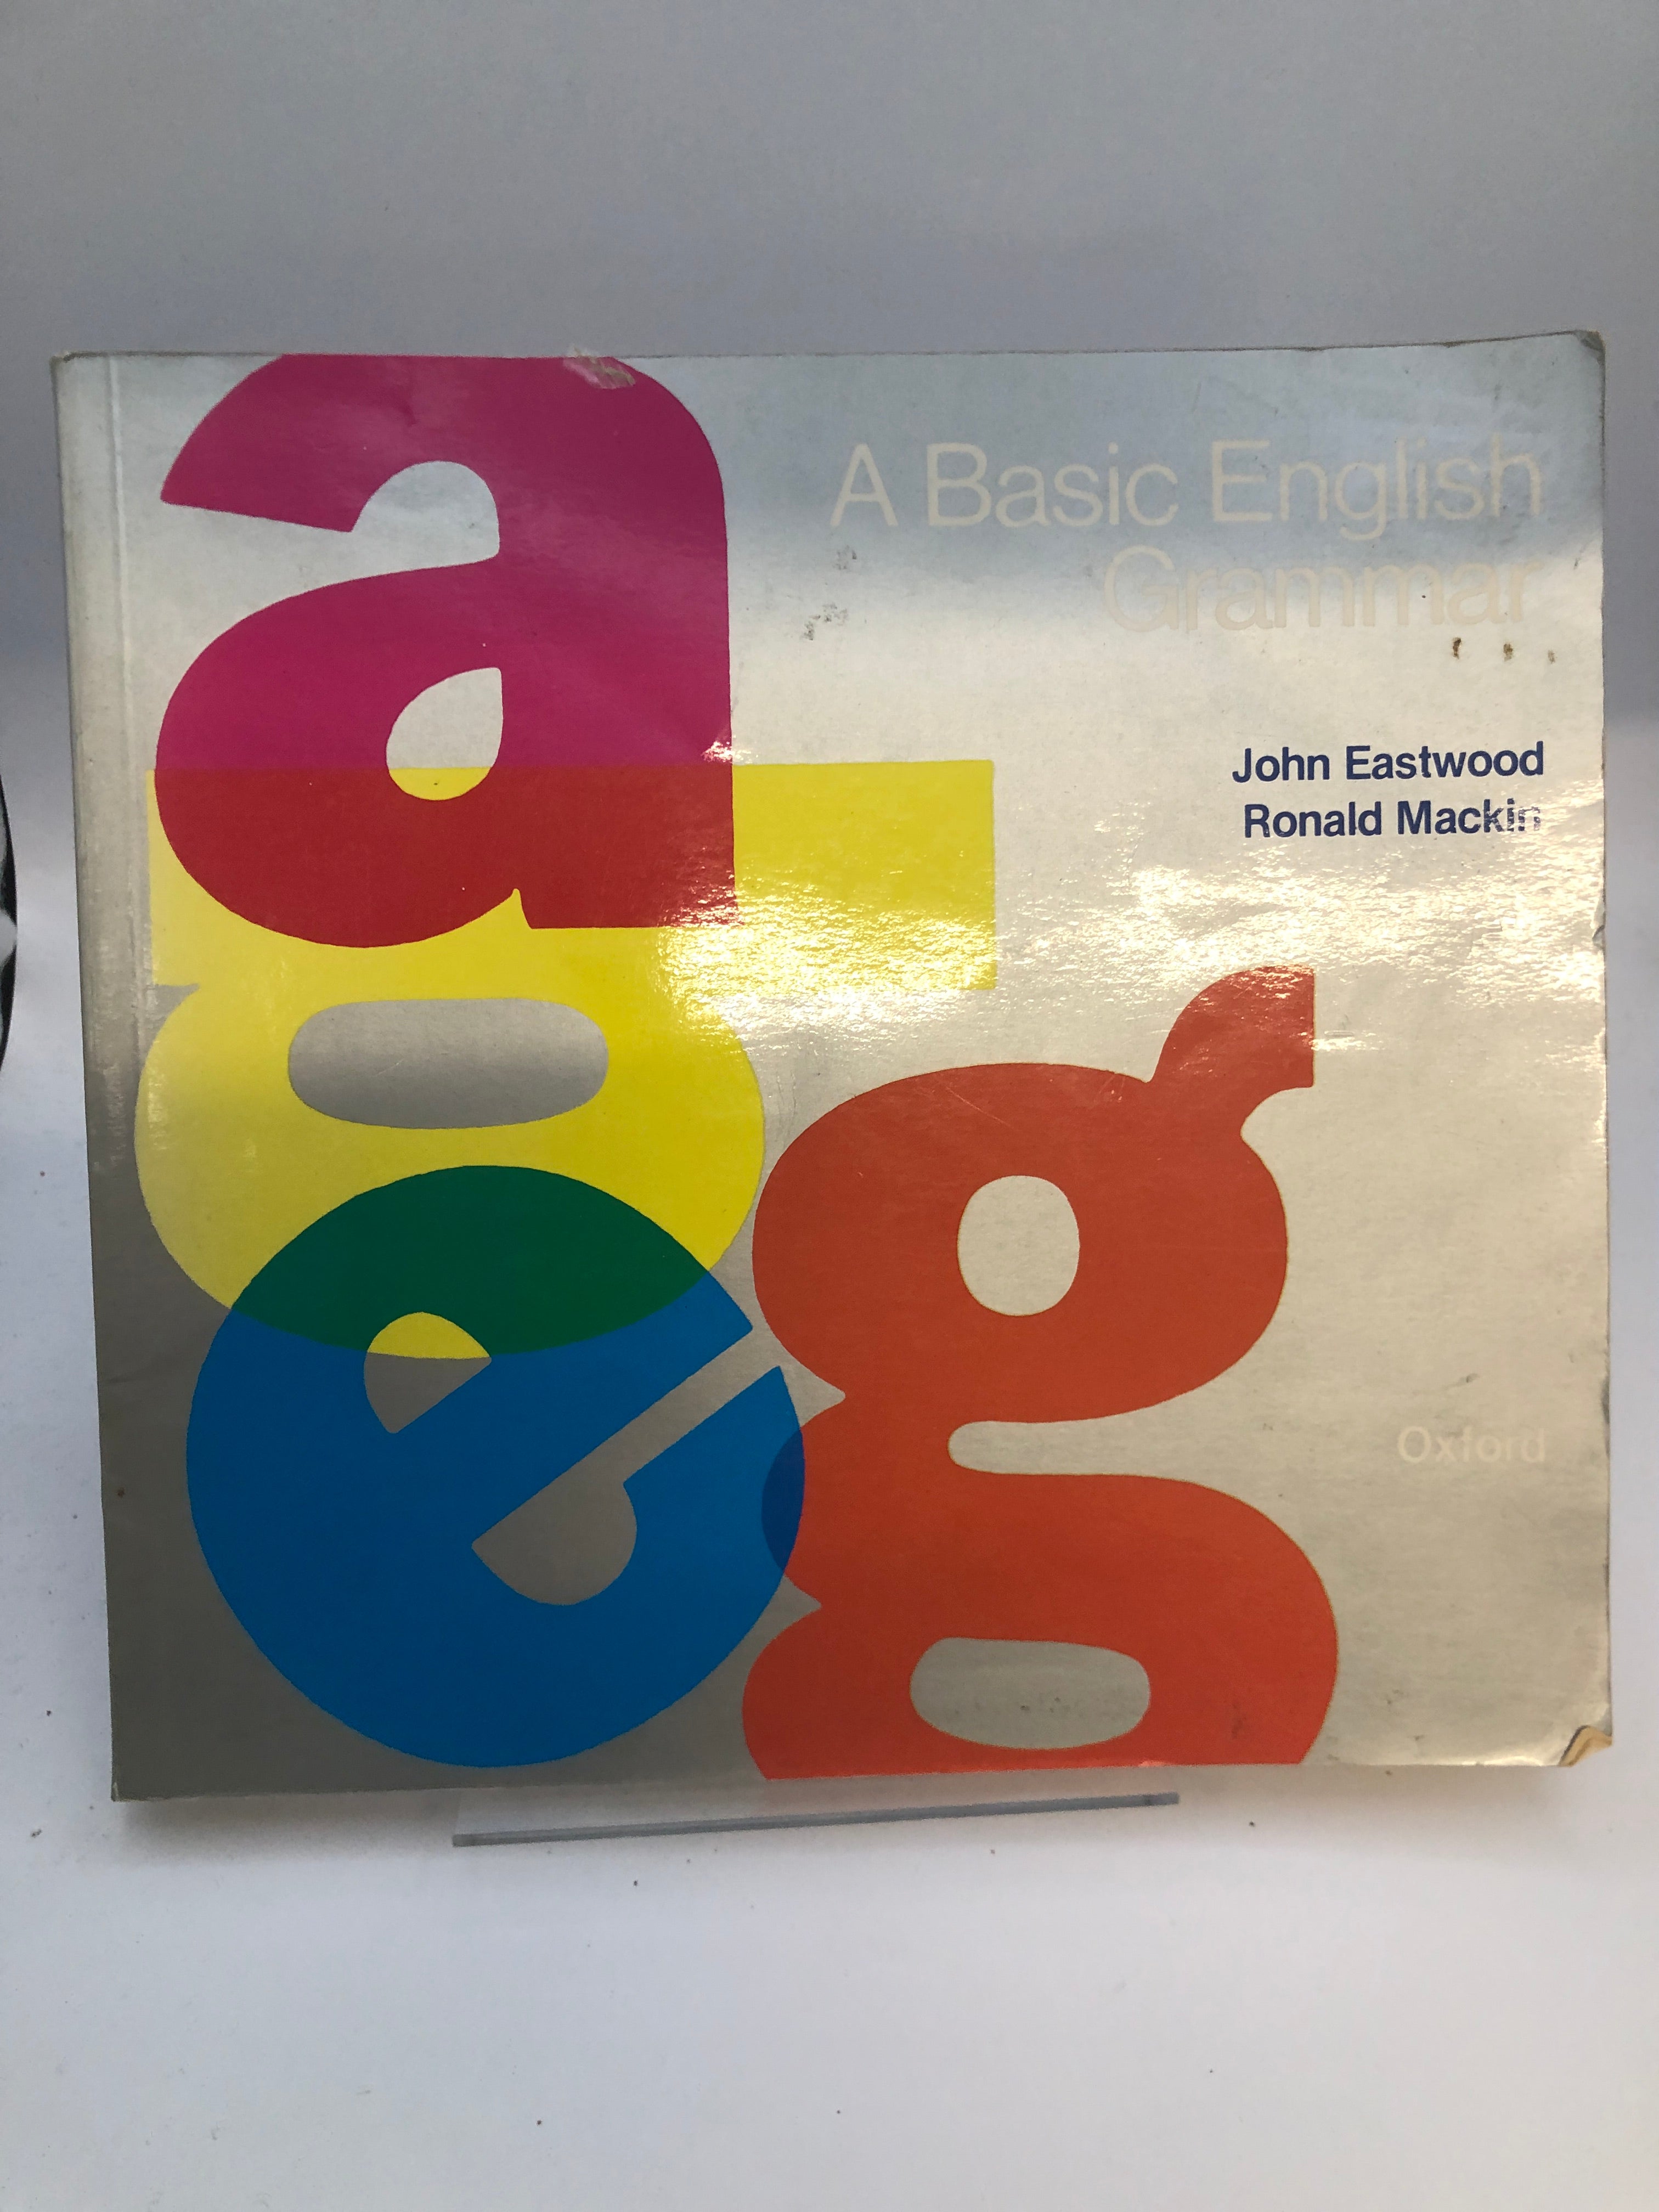 A Basic English
Grammar
John Eastwood
Ronald Mackin
a
b
e
g
Oxford